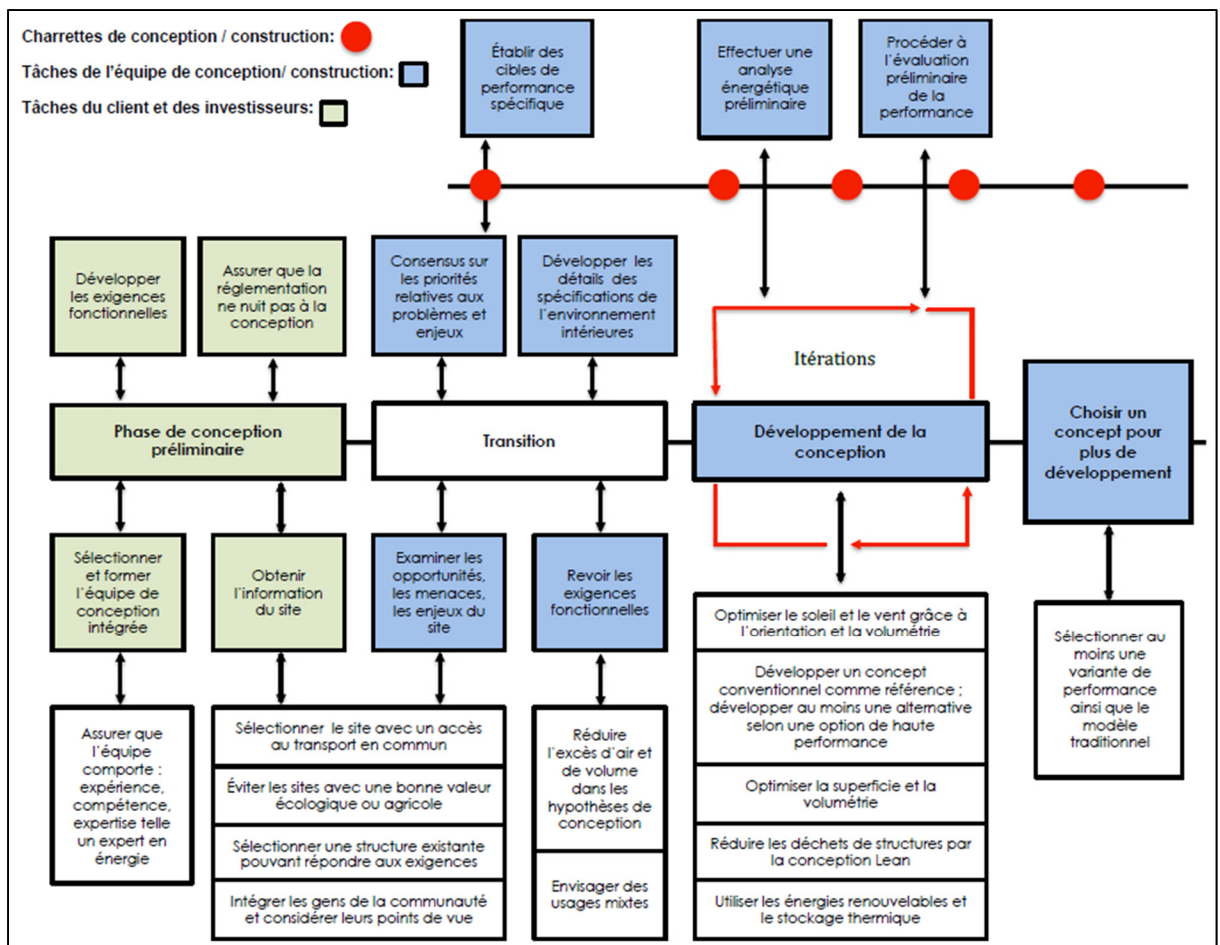 Charrettes de conception / construction:
Tâches de l'équipe de conception/ construction:
Tâches du client et des investisseurs:
Établir des
cibles de
performance
spécifique
Effectuer une
analyse
énergétique
préliminaire
Procéder à
l'évaluation
préliminaire
de la
performance
Développer
les exigences
fonctionnelles
Assurer que la
réglementation
ne nuit pas à la
conception
Consensus sur
les priorités
relatives aux
problèmes et
enjeux
Développer les
détails des
spécifications de
l'environnement
intérieures
Itérations
Phase de conception
préliminaire
Transition
Développement de la
conception
Choisir un
concept pour
plus de
développement
Sélectionner
et former
l'équipe de
conception
intégrée
Obtenir
l'information
du site
Examiner les
opportunités,
les menaces,
les enjeux du
site
Revoir les
exigences
fonctionnelles
Assurer que
l'équipe
comporte :
expérience,
compétence,
expertise telle
un expert en
énergie
Sélectionner le site avec un accès
au transport en commun
Éviter les sites avec une bonne valeur
écologique ou agricole
Sélectionner une structure existante
pouvant répondre aux exigences
Intégrer les gens de la communauté
et considérer leurs points de vue
Réduire
l'excès d'air et
de volume
dans les
hypothèses de
conception
Envisager des
usages mixtes
Optimiser le soleil et le vent grâce à
l'orientation et la volumétrie
Développer un concept
conventionnel comme référence ;
développer au moins une alternative
selon une option de haute
performance
Optimiser la superficie et la
volumétrie
Réduire les déchets de structures par
la conception Lean
Utiliser les énergies renouvelables et
le stockage thermique
Sélectionner au
moins une
variante de
performance
ainsi que le
modèle
traditionnel